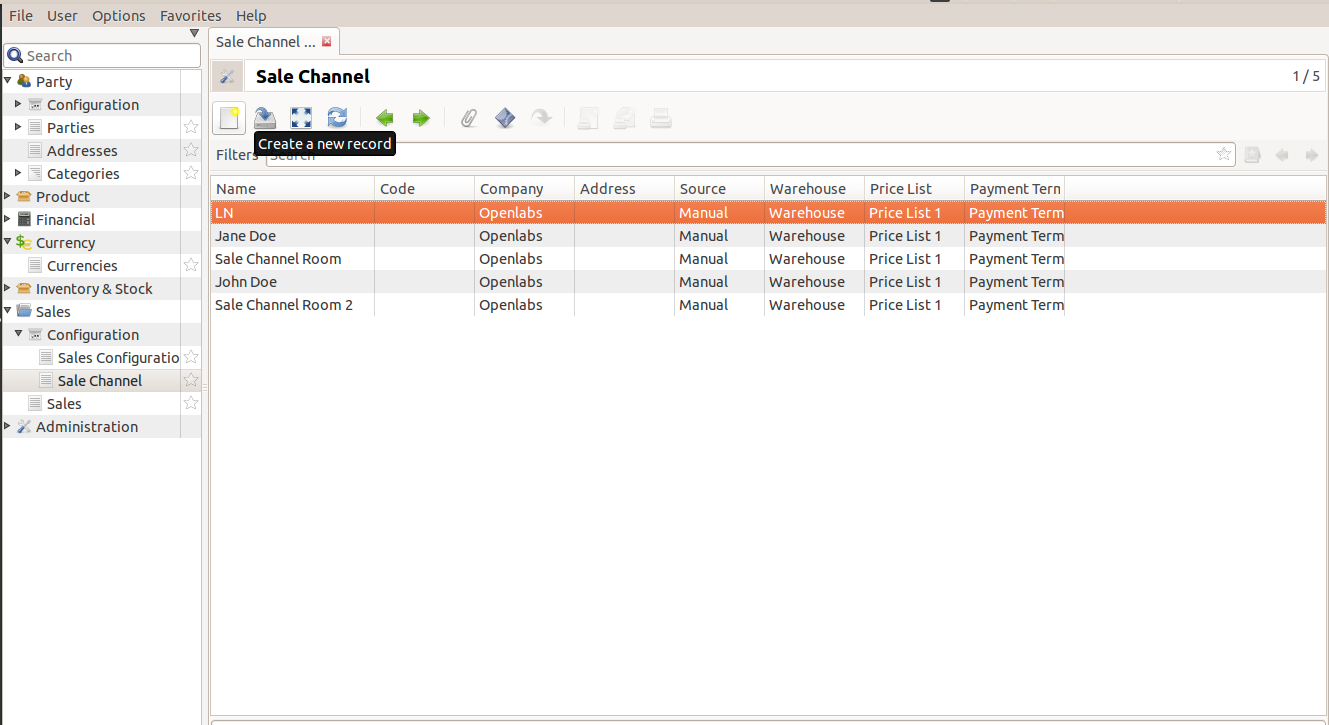 File User Options Favorites Help
Search
Party
Configuration
Parties
Addresses
Categories
Product
Financial
Currency
Currencies
Inventory & Stock
Sales
Configuration
Sales Configuratio
Sale Channel
Sales
Administration
Sale Channel ...
Sale Channel 1 / 5
Create a new record
Filters Search
Name Code Company Address Source Warehouse Price List Payment Tern
LN Openlabs Manual Warehouse Price List 1 Payment Term
Jane Doe Openlabs Manual Warehouse Price List 1 Payment Term
Sale Channel Room Openlabs Manual Warehouse Price List 1 Payment Term
John Doe Openlabs Manual Warehouse Price List 1 Payment Term
Sale Channel Room 2 Openlabs Manual Warehouse Price List 1 Payment Term